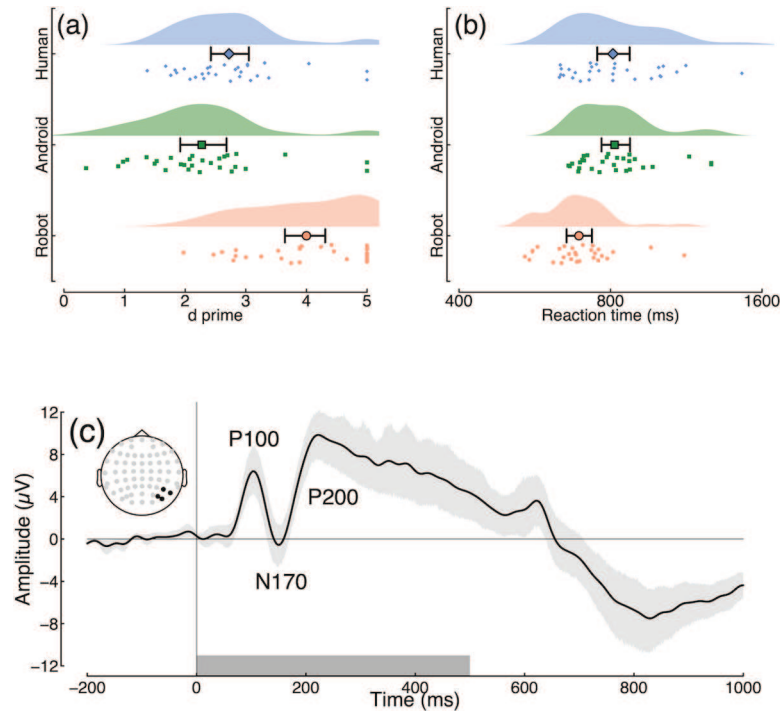 (a)
Human
Android
Robot
0 1 2 3 4 5
d prime
(b)
Human
Android
Robot
400 800 1600
Reaction time (ms)
(c)
12
8
4
0
−4
−8
−12
Amplitude (µV)
P100
P200
N170
−200 0 200 400 600 800 1000
Time (ms)